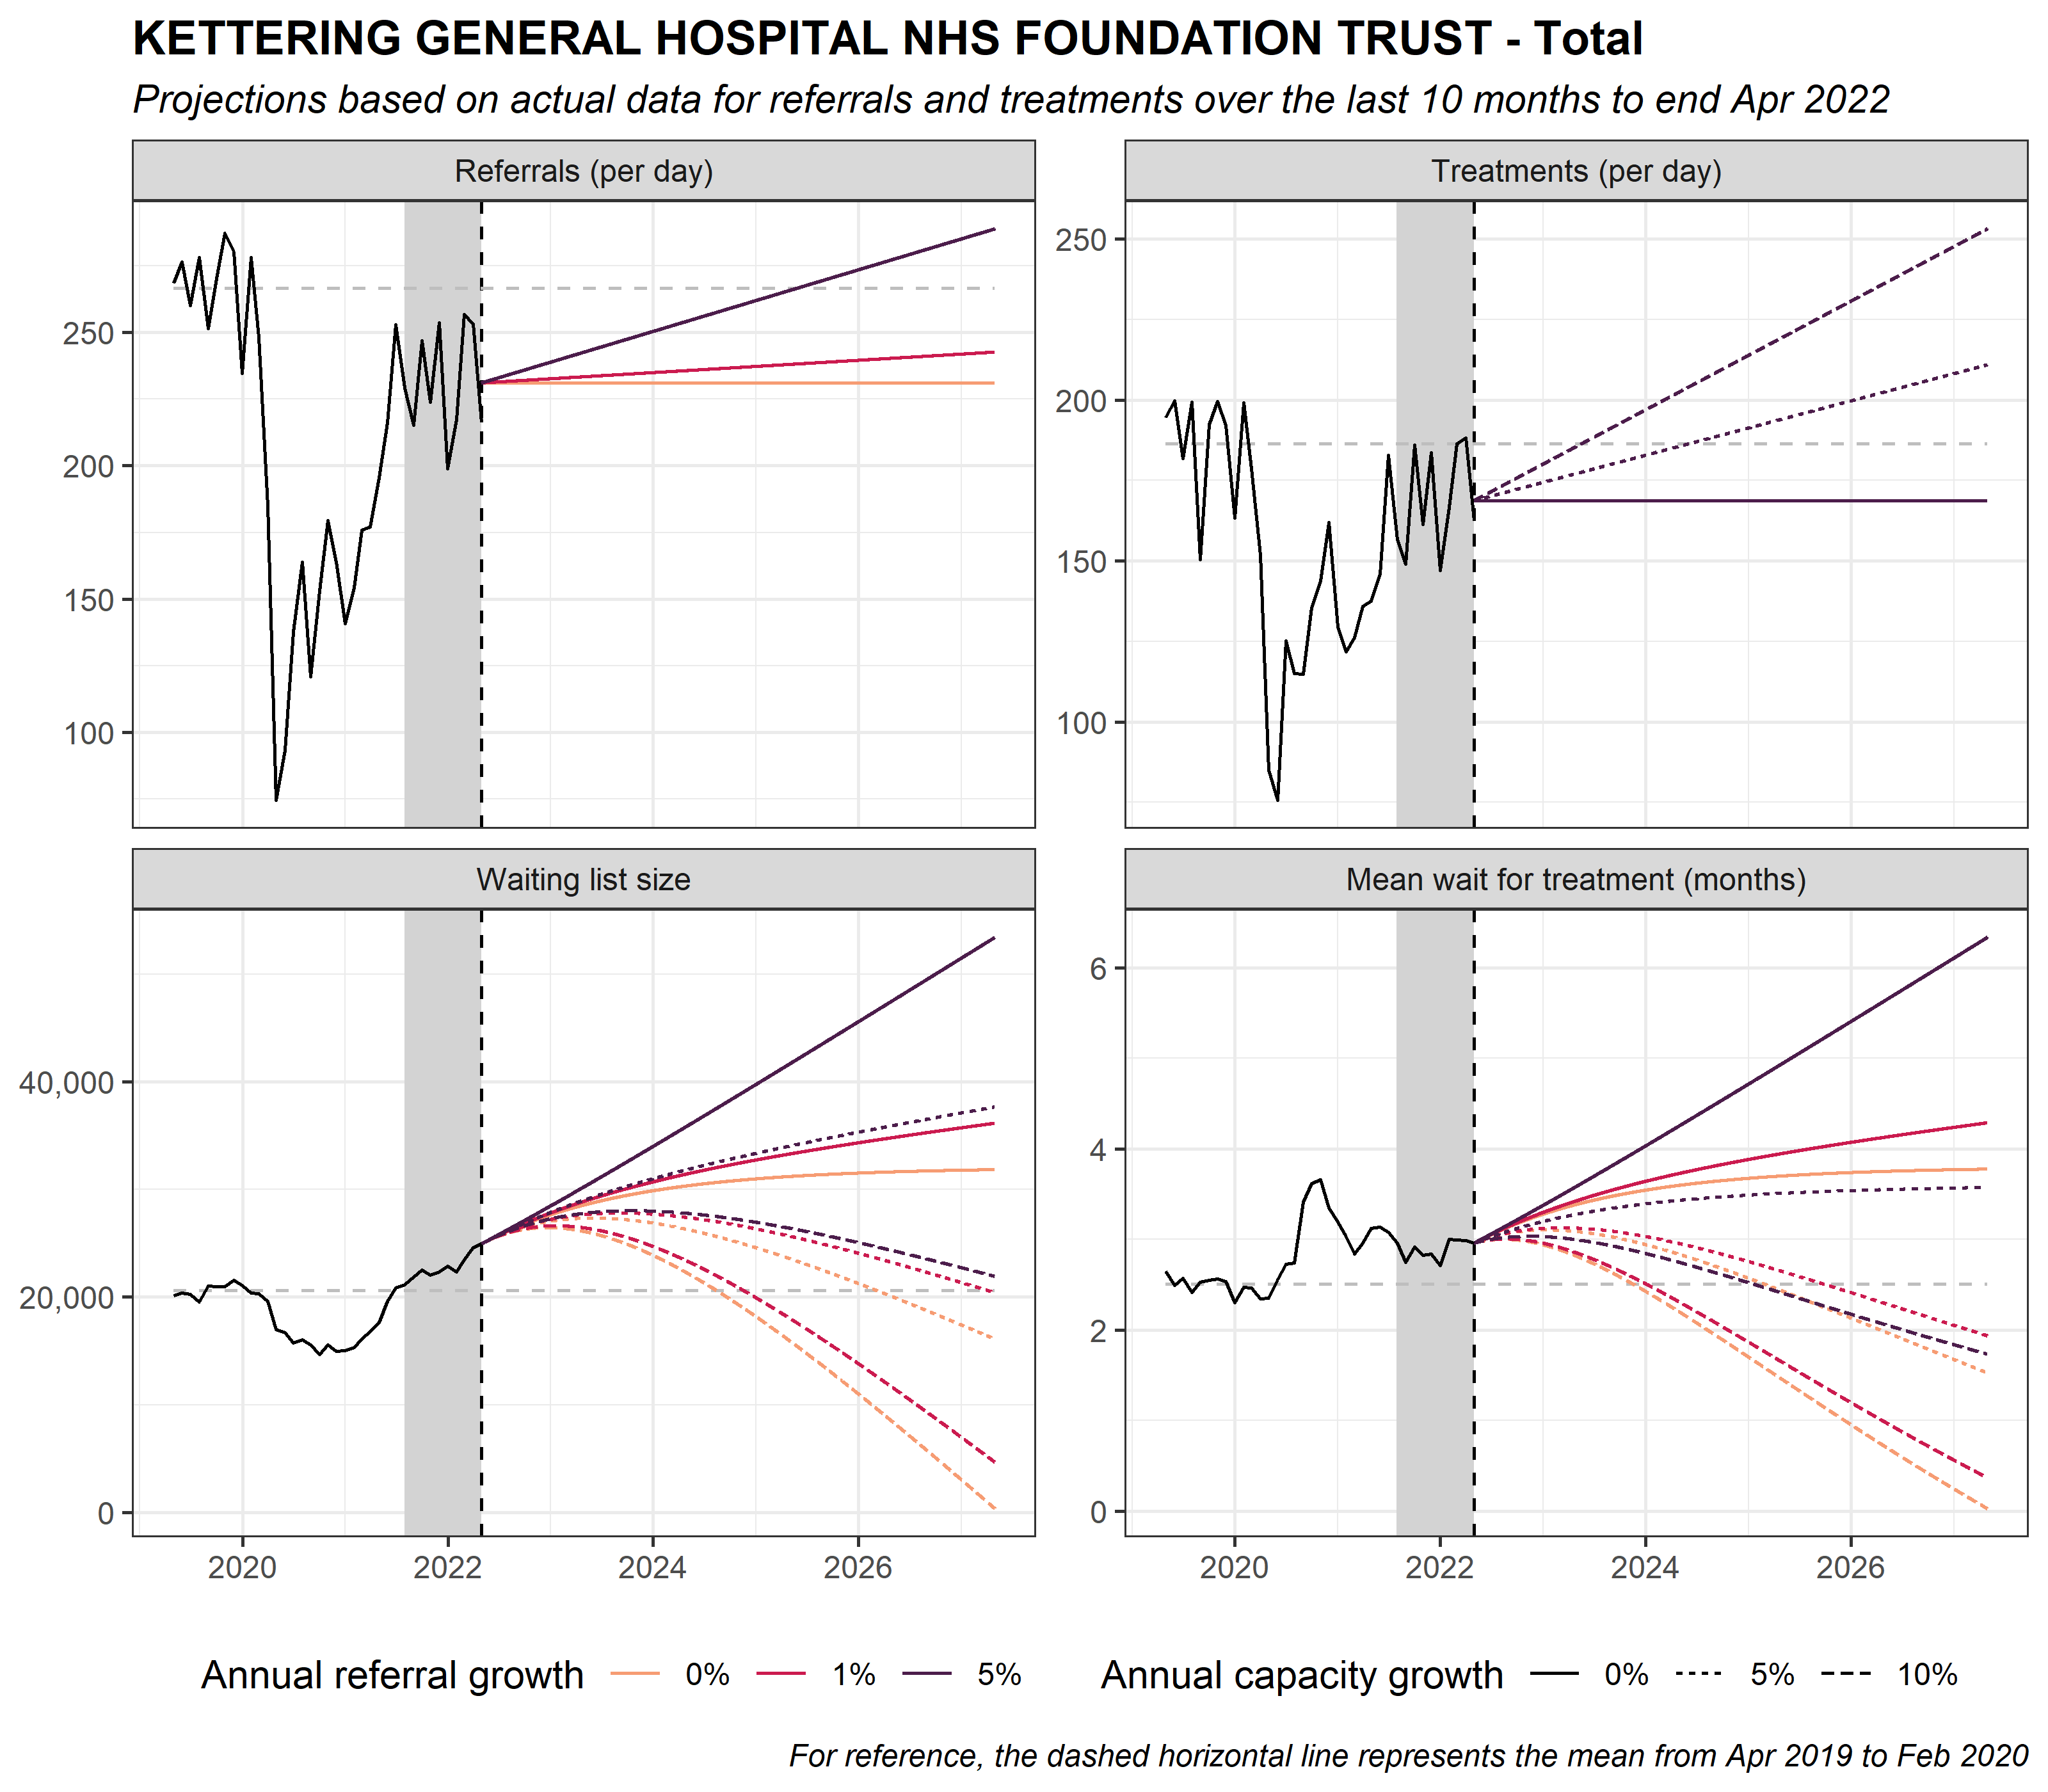 KETTERING GENERAL HOSPITAL NHS FOUNDATION TRUST - Total
Projections based on actual data for referrals and treatments over the last 10 months to end Apr 2022
Referrals (per day)
250
200
150
100
Treatments (per day)
250
200
150
100
Waiting list size
40,000
20,000
0
2020 2022 2024 2026
Mean wait for treatment (months)
6
4
2
0
2020 2022 2024 2026
Annual referral growth 0% 1% 5%
Annual capacity growth 0% 5% 10%
For reference, the dashed horizontal line represents the mean from Apr 2019 to Feb 2020